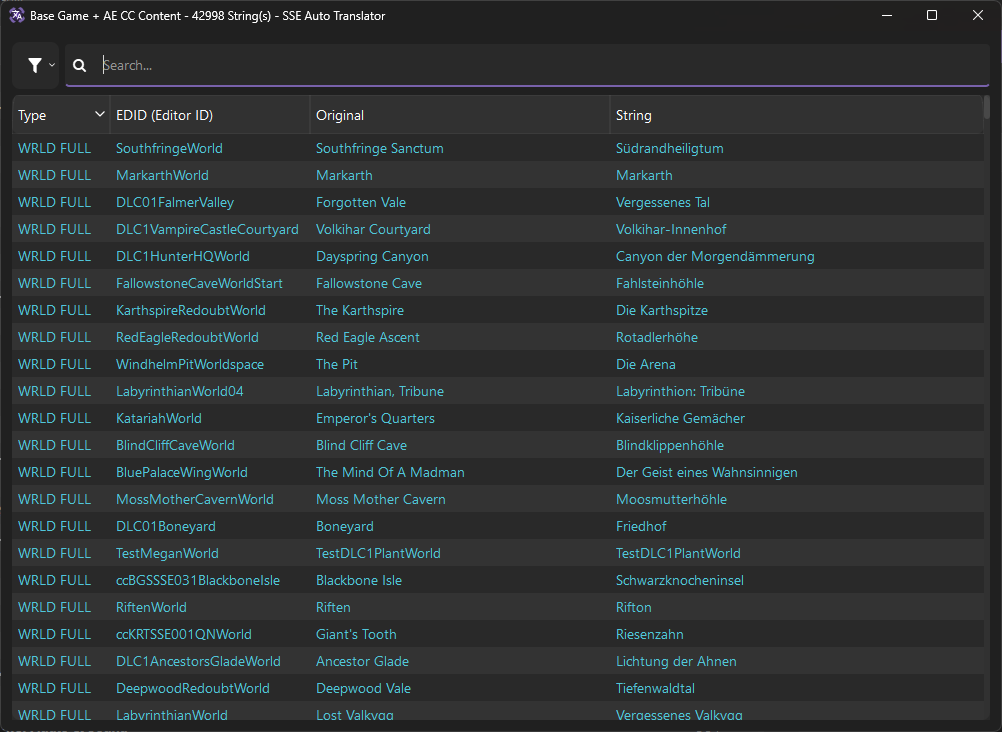 Base Game + AE CC Content - 42998 String(s) - SSE Auto Translator
Search...
Type EDID (Editor ID) Original String
WRLD FULL SouthfringeWorld Southfringe Sanctum Südrandheiligtum
WRLD FULL MarkarthWorld Markarth Markarth
WRLD FULL DLC01FalmerValley Forgotten Vale Vergessenes Tal
WRLD FULL DLC1VampireCastleCourtyard Volkihar Courtyard Volkihar-Innenhof
WRLD FULL DLC1HunterHQWorld Dayspring Canyon Canyon der Morgendämmerung
WRLD FULL FallowstoneCaveWorldStart Fallowstone Cave Fahlsteinhöhle
WRLD FULL KarthspireRedoubtWorld The Karthspire Die Karthspitze
WRLD FULL RedEagleRedoubtWorld Red Eagle Ascent Rotadlerhöhe
WRLD FULL WindhelmPitWorldspace The Pit Die Arena
WRLD FULL LabyrinthianWorld04 Labyrinthian, Tribune Labyrinthion: Tribüne
WRLD FULL KatariahWorld Emperor's Quarters Kaiserliche Gemächer
WRLD FULL BlindCliffCaveWorld Blind Cliff Cave Blindklippenhöhle
WRLD FULL BluePalaceWingWorld The Mind Of A Madman Der Geist eines Wahnsinnigen
WRLD FULL MossMotherCavernWorld Moss Mother Cavern Moosmutterhöhle
WRLD FULL DLC01Boneyard Boneyard Friedhof
WRLD FULL TestMeganWorld TestDLC1PlantWorld TestDLC1PlantWorld
WRLD FULL ccBGSSSE031BlackboneIsle Blackbone Isle Schwarzknocheninsel
WRLD FULL RiftenWorld Riften Rifton
WRLD FULL ccKRTSSE001QNWorld Giant's Tooth Riesenzahn
WRLD FULL DLC1AncestorsGladeWorld Ancestor Glade Lichtung der Ahnen
WRLD FULL DeepwoodRedoubtWorld Deepwood Vale Tiefenwaldtal
WRLD FULL LabyrinthianWorld Lost Valkygg Vergessenes Valkygg